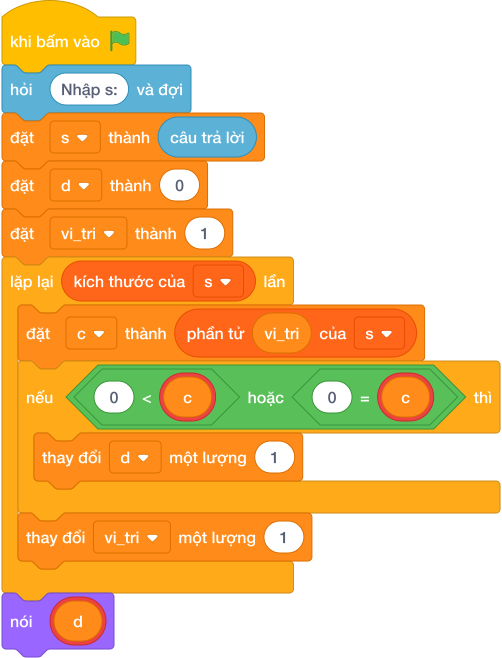 khi bấm vào
hỏi Nhập s: và đợi
đặt s thành câu trả lời
đặt d thành 0
đặt vi_tri thành 1
lặp lại kích thước của s lần
đặt c thành phần tử vi_tri của s
nếu 0 < c hoặc 0 = c thì
thay đổi d một lượng 1
thay đổi vi_tri một lượng 1
nói d